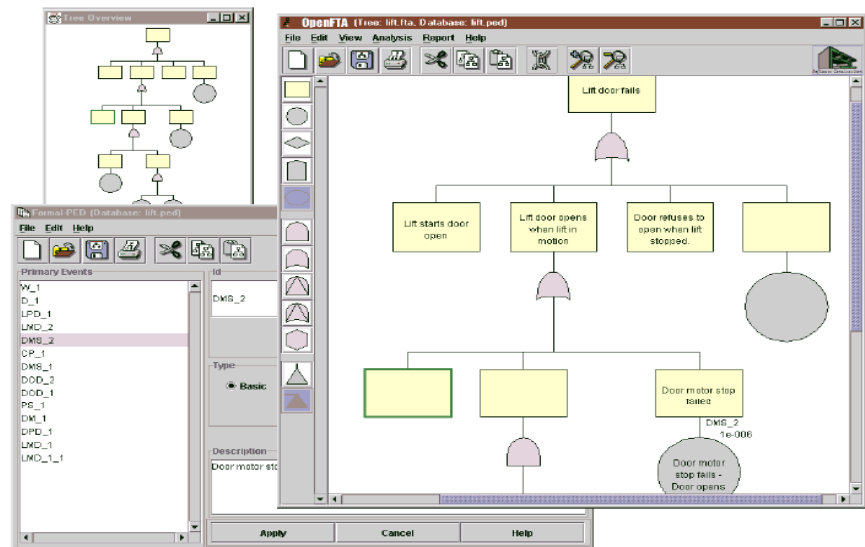 Tree Overview
OpenFTA (Tree: lift.fta, Database: lift.ped)
File Edit View Analysis Report Help
Lift door fails
Lift starts door
open
Lift door opens
when lift in
motion
Door refuses to
open when lift
stopped.
Door motor stop
failed
DMS_2
1e-006
Door motor
stop fails -
Door opens
Formal-PED (Database: lift.ped)
File Edit Help
Primary Events
W_1
D_1
LPD_1
LMD_2
DMS_2
CP_1
DMS_1
DOD_2
DOD_1
PS_1
DM_1
DPD_1
LMD_1
LMD_1_1
Id
DMS_2
Type
Basic
Description
Door motor sto
Apply
Cancel
Help